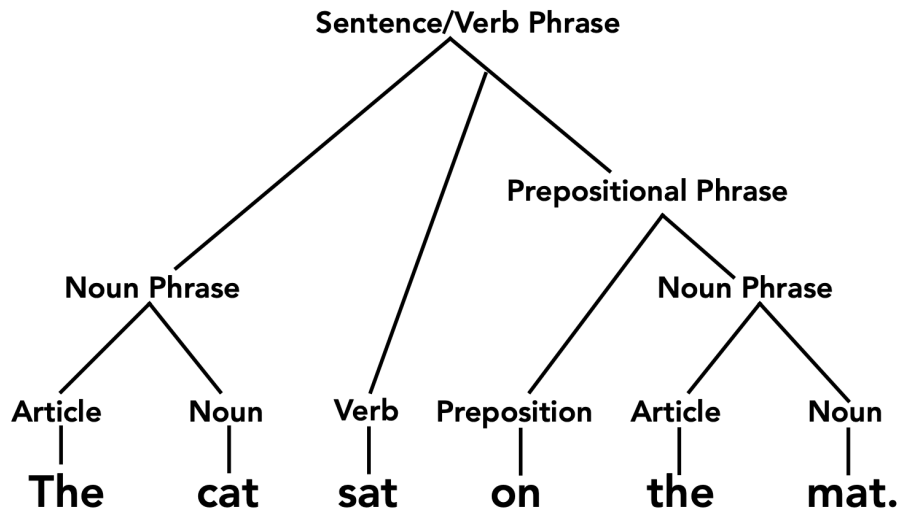 Sentence/Verb Phrase
Prepositional Phrase
Noun Phrase Noun Phrase
Article Noun Verb Preposition Article Noun
The cat sat on the mat.